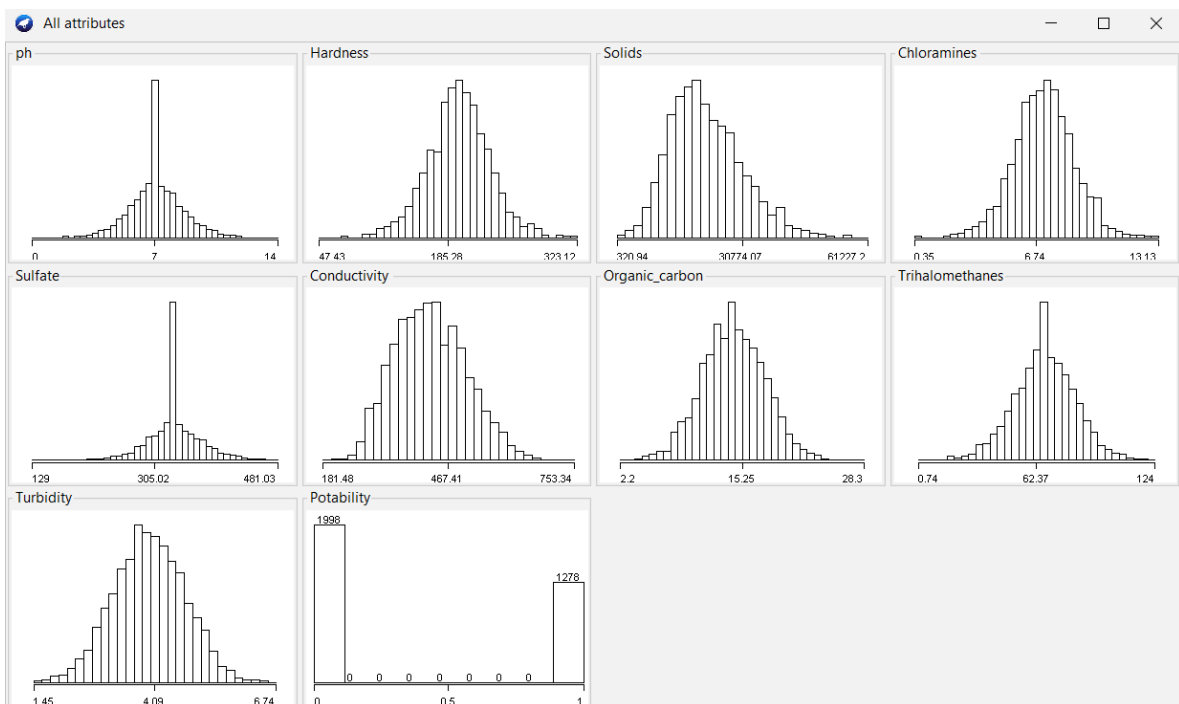 All attributes
ph
0 7 14
Hardness
47.43 185.28 323.12
Solids
320.94 30774.07 61227.2
Chloramines
0.35 6.74 13.13
Sulfate
129 305.02 481.03
Conductivity
181.48 467.41 753.34
Organic_carbon
2.2 15.25 28.3
Trihalomethanes
0.74 62.37 124
Turbidity
1.45 4.09 6.74
Potability
1998
1278
0 0 0 0 0 0 0
0 0.5 1